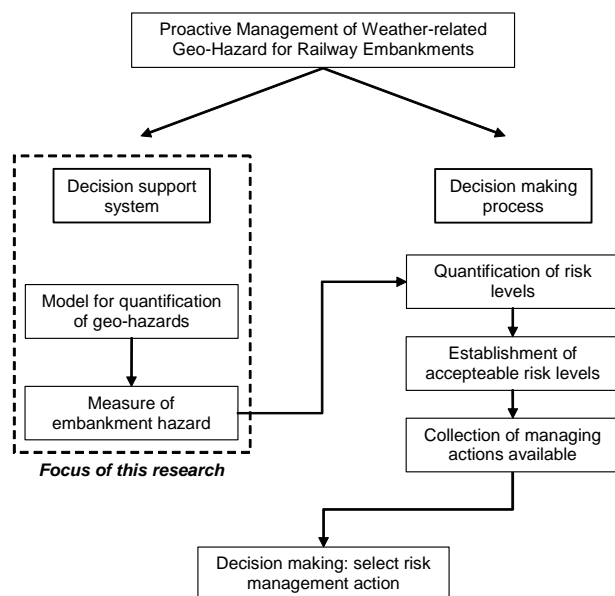 Proactive Management of Weather-related
Geo-Hazard for Railway Embankments
Decision support
system
Model for quantification
of geo-hazards
Measure of
embankment hazard
Focus of this research
Decision making
process
Quantification of risk
levels
Establishment of
accepteable risk levels
Collection of managing
actions available
Decision making: select risk
management action